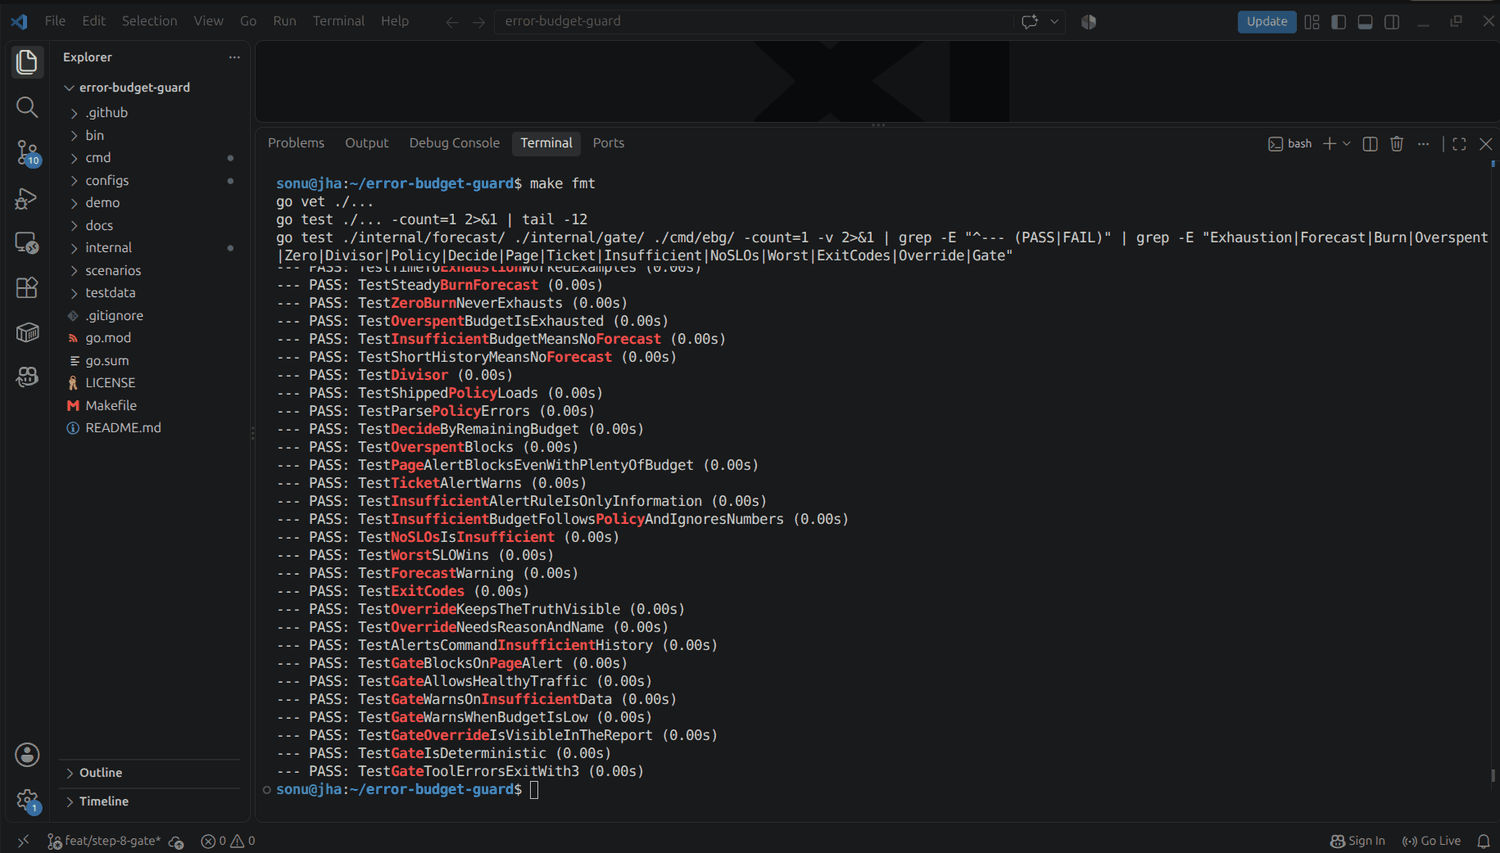 File Edit Selection View Go Run Terminal Help error-budget-guard Update
Explorer
error-budget-guard
.github
bin
cmd
configs
demo
docs
internal
scenarios
testdata
.gitignore
go.mod
go.sum
LICENSE
Makefile
README.md
Outline
Timeline
10
1
Problems Output Debug Console Terminal Ports bash
sonu@jha:~/error-budget-guard$ make fmt
go vet ./...
go test ./... -count=1 2>&1 | tail -12
go test ./internal/forecast/ ./internal/gate/ ./cmd/ebg/ -count=1 -v 2>&1 | grep -E "^--- (PASS|FAIL)" | grep -E "Exhaustion|Forecast|Burn|Overspent
|Zero|Divisor|Policy|Decide|Page|Ticket|Insufficient|NoSLOs|Worst|ExitCodes|Override|Gate"
--- PASS: TestTimeToExhaustionWorkedExamples (0.00s)
--- PASS: TestSteadyBurnForecast (0.00s)
--- PASS: TestZeroBurnNeverExhausts (0.00s)
--- PASS: TestOverspentBudgetIsExhausted (0.00s)
--- PASS: TestInsufficientBudgetMeansNoForecast (0.00s)
--- PASS: TestShortHistoryMeansNoForecast (0.00s)
--- PASS: TestDivisor (0.00s)
--- PASS: TestShippedPolicyLoads (0.00s)
--- PASS: TestParsePolicyErrors (0.00s)
--- PASS: TestDecideByRemainingBudget (0.00s)
--- PASS: TestOverspentBlocks (0.00s)
--- PASS: TestPageAlertBlocksEvenWithPlentyOfBudget (0.00s)
--- PASS: TestTicketAlertWarns (0.00s)
--- PASS: TestInsufficientAlertRuleIsOnlyInformation (0.00s)
--- PASS: TestInsufficientBudgetFollowsPolicyAndIgnoresNumbers (0.00s)
--- PASS: TestNoSLOsIsInsufficient (0.00s)
--- PASS: TestWorstSLOWins (0.00s)
--- PASS: TestForecastWarning (0.00s)
--- PASS: TestExitCodes (0.00s)
--- PASS: TestOverrideKeepsTheTruthVisible (0.00s)
--- PASS: TestOverrideNeedsReasonAndName (0.00s)
--- PASS: TestAlertsCommandInsufficientHistory (0.00s)
--- PASS: TestGateBlocksOnPageAlert (0.00s)
--- PASS: TestGateAllowsHealthyTraffic (0.00s)
--- PASS: TestGateWarnsOnInsufficientData (0.00s)
--- PASS: TestGateWarnsWhenBudgetIsLow (0.00s)
--- PASS: TestGateOverrideIsVisibleInTheReport (0.00s)
--- PASS: TestGateIsDeterministic (0.00s)
--- PASS: TestGateToolErrorsExitWith3 (0.00s)
sonu@jha:~/error-budget-guard$
feat/step-8-gate* 0 0 Sign In Go Live